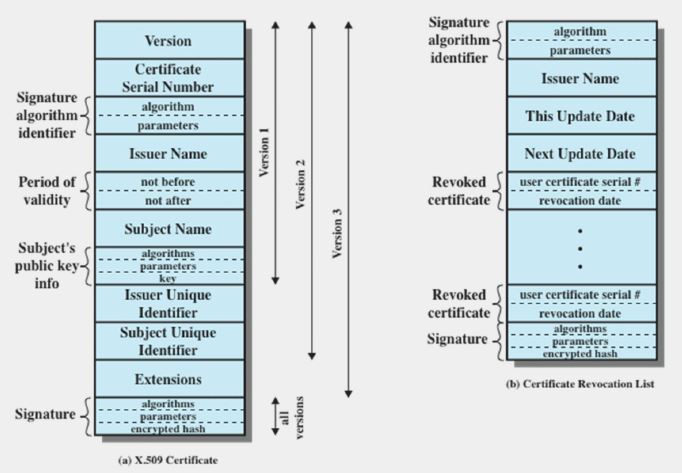 Version
Certificate
Serial Number
Signature
algorithm
identifier
algorithm
parameters
Issuer Name
Period of
validity
not before
not after
Subject Name
Subject's
public key
info
algorithms
parameters
key
Issuer Unique
Identifier
Subject Unique
Identifier
Extensions
Signature
algorithms
parameters
encrypted hash
Version 1
Version 2
Version 3
all
versions
(a) X.509 Certificate
Signature
algorithm
identifier
algorithm
parameters
Issuer Name
This Update Date
Next Update Date
Revoked
certificate
user certificate serial #
revocation date
Revoked
certificate
user certificate serial #
revocation date
Signature
algorithms
parameters
encrypted hash
(b) Certificate Revocation List